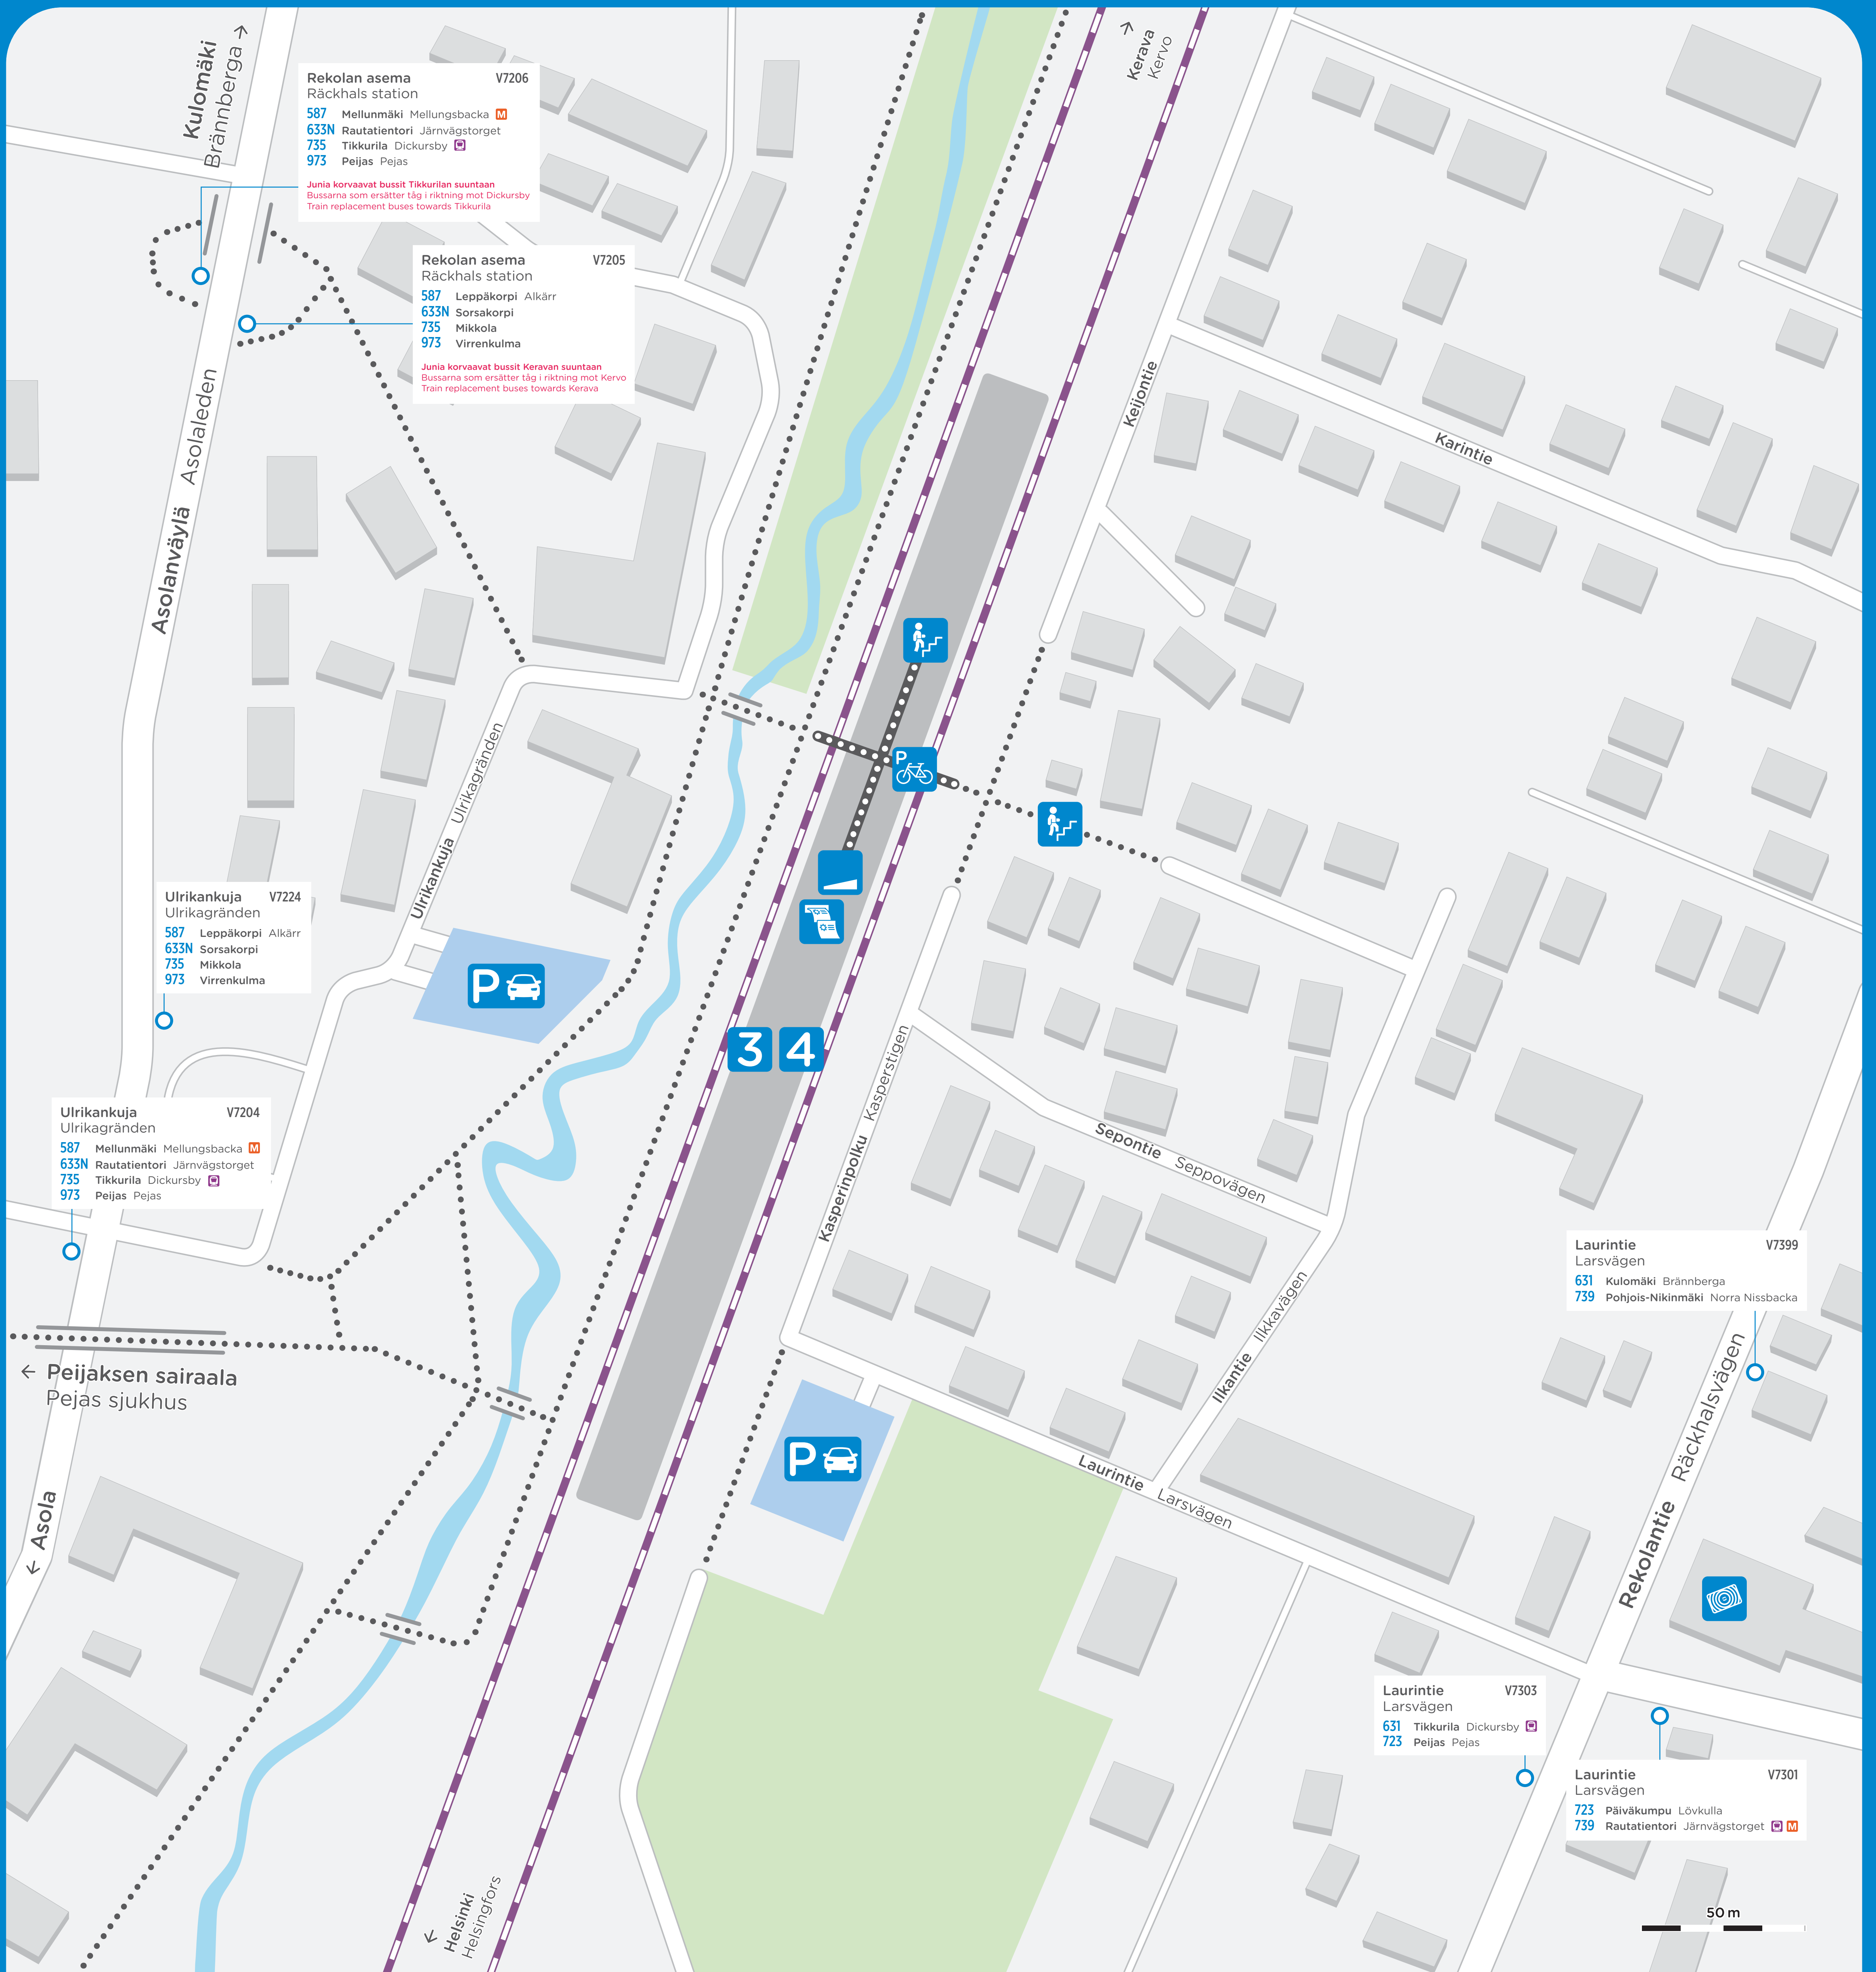 Kulomäki
Brännberga
Rekolan asema V7206
Räckhals station
587 Mellunmäki Mellungsbacka M
633N Rautatientori Järnvägstorget
735 Tikkurila Dickursby
973 Peijas Pejas
Junia korvaavat bussit Tikkurilan suuntaan
Bussarna som ersätter tåg i riktning mot Dickursby
Train replacement buses towards Tikkurila
Kerava
Kervo
Rekolan asema V7205
Räckhals station
587 Leppäkorpi Alkärr
633N Sorsakorpi
735 Mikkola
973 Virrenkulma
Junia korvaavat bussit Keravan suuntaan
Bussarna som ersätter tåg i riktning mot Kervo
Train replacement buses towards Kerava
Keijontie
Karintie
Asolanväylä Asolaleden
P
Ulrikankuja Ulrikagränden
Ulrikankuja V7224
Ulrikagränden
587 Leppäkorpi Alkärr
633N Sorsakorpi
735 Mikkola
973 Virrenkulma
P
3 4
Kasperinpolku Kasperstigen
Sepontie Seppovägen
Ulrikankuja V7204
Ulrikagränden
587 Mellunmäki Mellungsbacka M
633N Rautatientori Järnvägstorget
735 Tikkurila Dickursby
973 Peijas Pejas
Laurintie V7399
Larsvägen
631 Kulomäki Brännberga
739 Pohjois-Nikinmäki Norra Nissbacka
Ilkantie Ilkkavägen
Peijaksen sairaala
Pejas sjukhus
P
Laurintie Larsvägen
Rekolantie Räckhalsvägen
Asola
Laurintie V7303
Larsvägen
631 Tikkurila Dickursby
723 Peijas Pejas
Laurintie V7301
Larsvägen
723 Päiväkumpu Lövkulla
739 Rautatientori Järnvägstorget M
Helsinki
Helsingfors
50 m